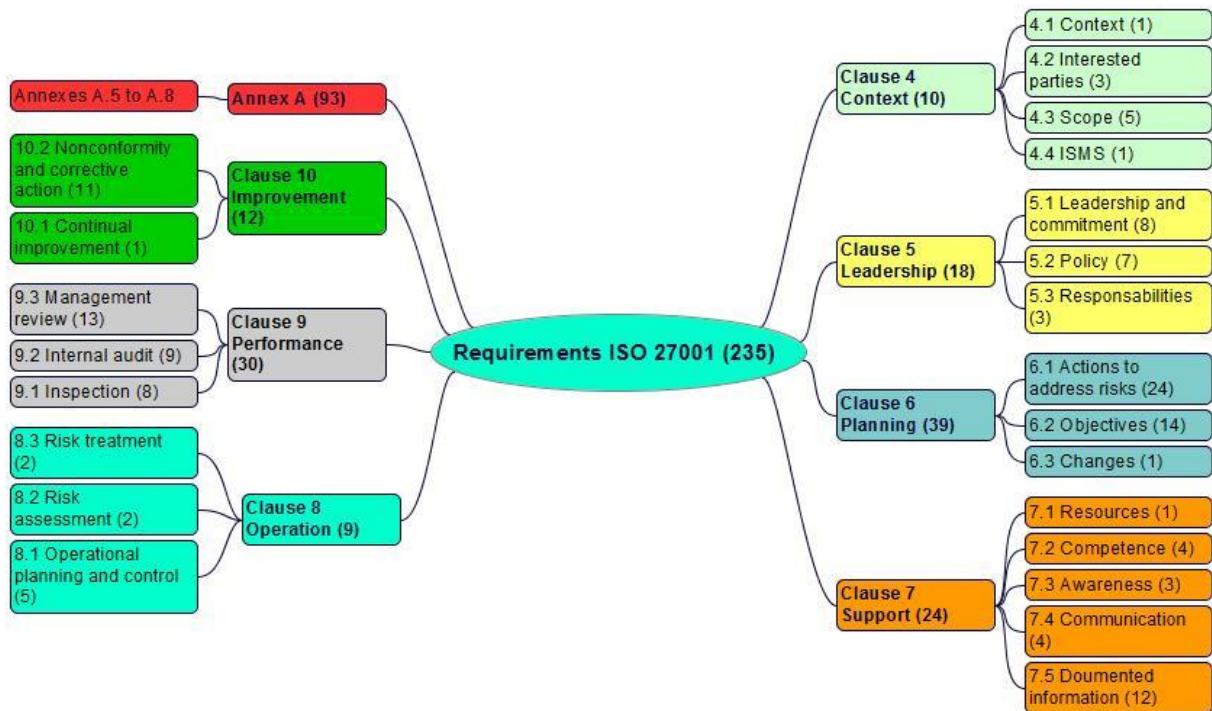 Requirements ISO 27001 (235)
Clause 4
Context (10)
4.1 Context (1)
4.2 Interested
parties (3)
4.3 Scope (5)
4.4 ISMS (1)
Clause 5
Leadership (18)
5.1 Leadership and
commitment (8)
5.2 Policy (7)
5.3 Responsabilities
(3)
Clause 6
Planning (39)
6.1 Actions to
address risks (24)
6.2 Objectives (14)
6.3 Changes (1)
Clause 7
Support (24)
7.1 Resources (1)
7.2 Competence (4)
7.3 Awareness (3)
7.4 Communication
(4)
7.5 Doumented
information (12)
Clause 8
Operation (9)
8.3 Risk treatment
(2)
8.2 Risk
assessment (2)
8.1 Operational
planning and control
(5)
Clause 9
Performance
(30)
9.3 Management
review (13)
9.2 Internal audit (9)
9.1 Inspection (8)
Clause 10
Improvement
(12)
10.2 Nonconformity
and corrective
action (11)
10.1 Continual
improvement (1)
Annex A (93)
Annexes A.5 to A.8